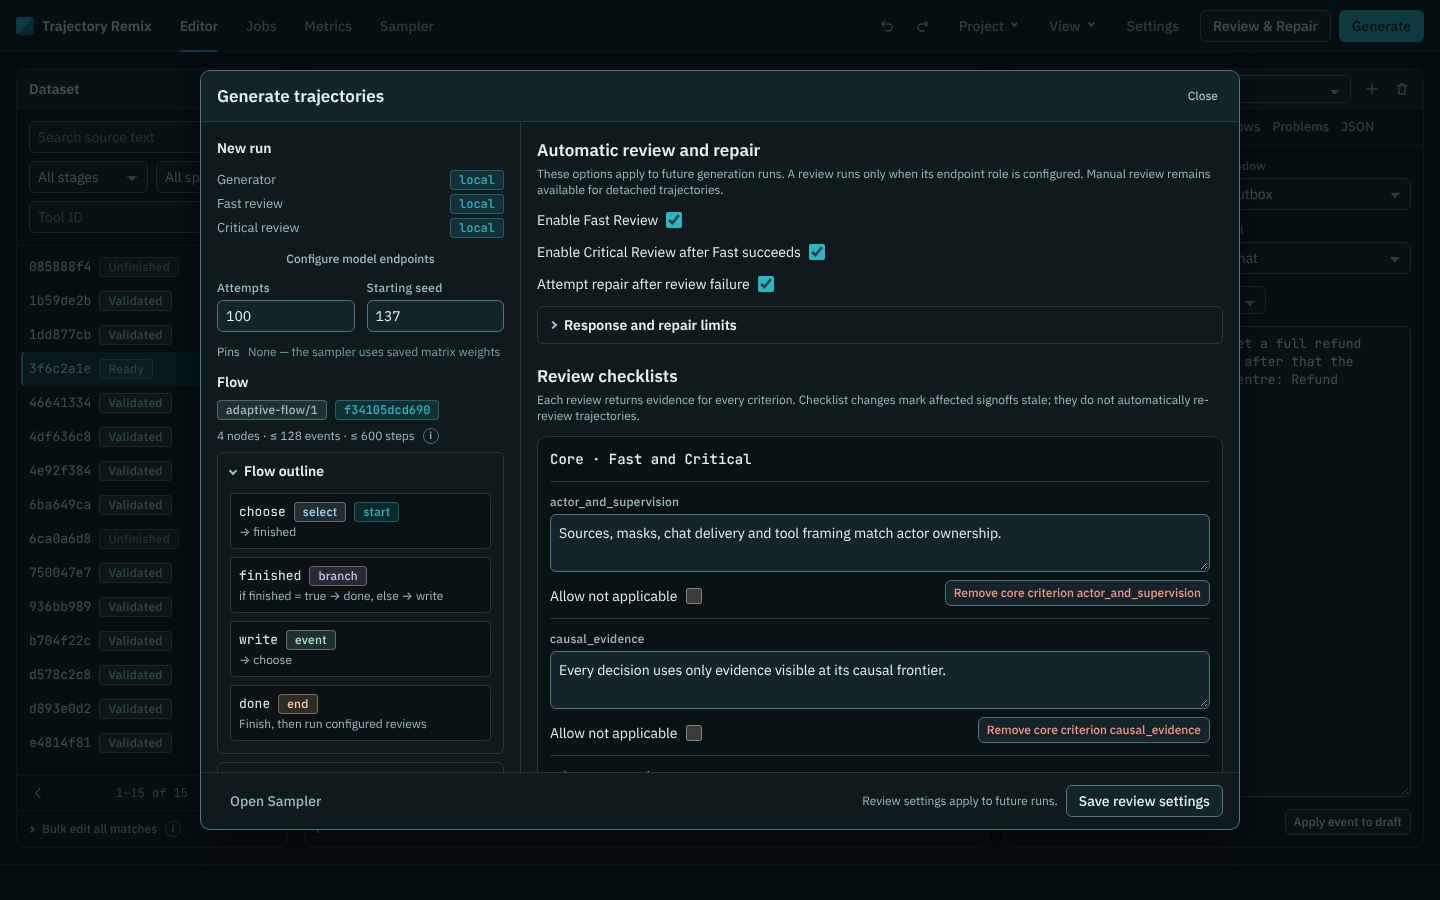 Trajectory Remix
Editor
Jobs
Metrics
Sampler
Project
View
Settings
Review & Repair
Generate
Dataset
Search source text
All stages
All sp
Tool ID
085888f4 Unfinished
1b59de2b Validated
1dd877cb Validated
3f6c2a1e Ready
46641334 Validated
4df636c8 Validated
4e92f384 Validated
6ba649ca Validated
6ca0a6d8 Unfinished
750047e7 Validated
936bb989 Validated
b704f22c Validated
d578c2c8 Validated
d893e0d2 Validated
e4814f81 Validated
1–15 of 15
Bulk edit all matches
Generate trajectories
Close
New run
Generator local
Fast review local
Critical review local
Configure model endpoints
Attempts
Starting seed
100
137
Pins None — the sampler uses saved matrix weights
Flow
adaptive-flow/1 f34105dcd690
4 nodes · ≤ 128 events · ≤ 600 steps
Flow outline
choose select start
→ finished
finished branch
if finished = true → done, else → write
write event
→ choose
done end
Finish, then run configured reviews
Automatic review and repair
These options apply to future generation runs. A review runs only when its endpoint role is configured. Manual review remains
available for detached trajectories.
Enable Fast Review
Enable Critical Review after Fast succeeds
Attempt repair after review failure
Response and repair limits
Review checklists
Each review returns evidence for every criterion. Checklist changes mark affected signoffs stale; they do not automatically re-
review trajectories.
Core · Fast and Critical
actor_and_supervision
Sources, masks, chat delivery and tool framing match actor ownership.
Allow not applicable
Remove core criterion actor_and_supervision
causal_evidence
Every decision uses only evidence visible at its causal frontier.
Allow not applicable
Remove core criterion causal_evidence
Open Sampler
Review settings apply to future runs.
Save review settings
ows
Problems
JSON
ndow
utbox
hat
et a full refund
after that the
entre: Refund
Apply event to draft